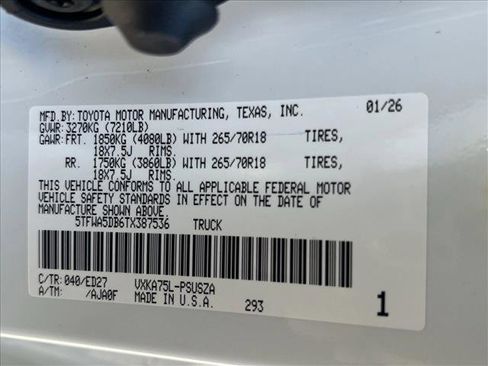 MFD.BY: TOYOTA MOTOR MANUFACTURING, TEXAS, INC. 01/26
GVWR: 3270KG (7210LB)
GAWR: FRT. 1850KG (4080LB) WITH 265/70R18 TIRES,
18X7.5J RIMS.
RR. 1750KG (3860LB) WITH 265/70R18 TIRES,
18X7.5J RIMS.
THIS VEHICLE CONFORMS TO ALL APPLICABLE FEDERAL MOTOR
VEHICLE SAFETY STANDARDS IN EFFECT ON THE DATE OF
MANUFACTURE SHOWN ABOVE.
5TFWA5DB6TX387536 TRUCK
C/TR: 040/ED27 VXKA75L-PSUSZA
A/TM: /AJA0F MADE IN U.S.A. 293 1